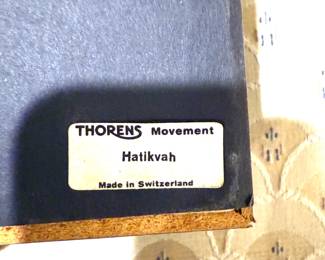 THORENS Movement
Hatikvah
Made in Switzerland